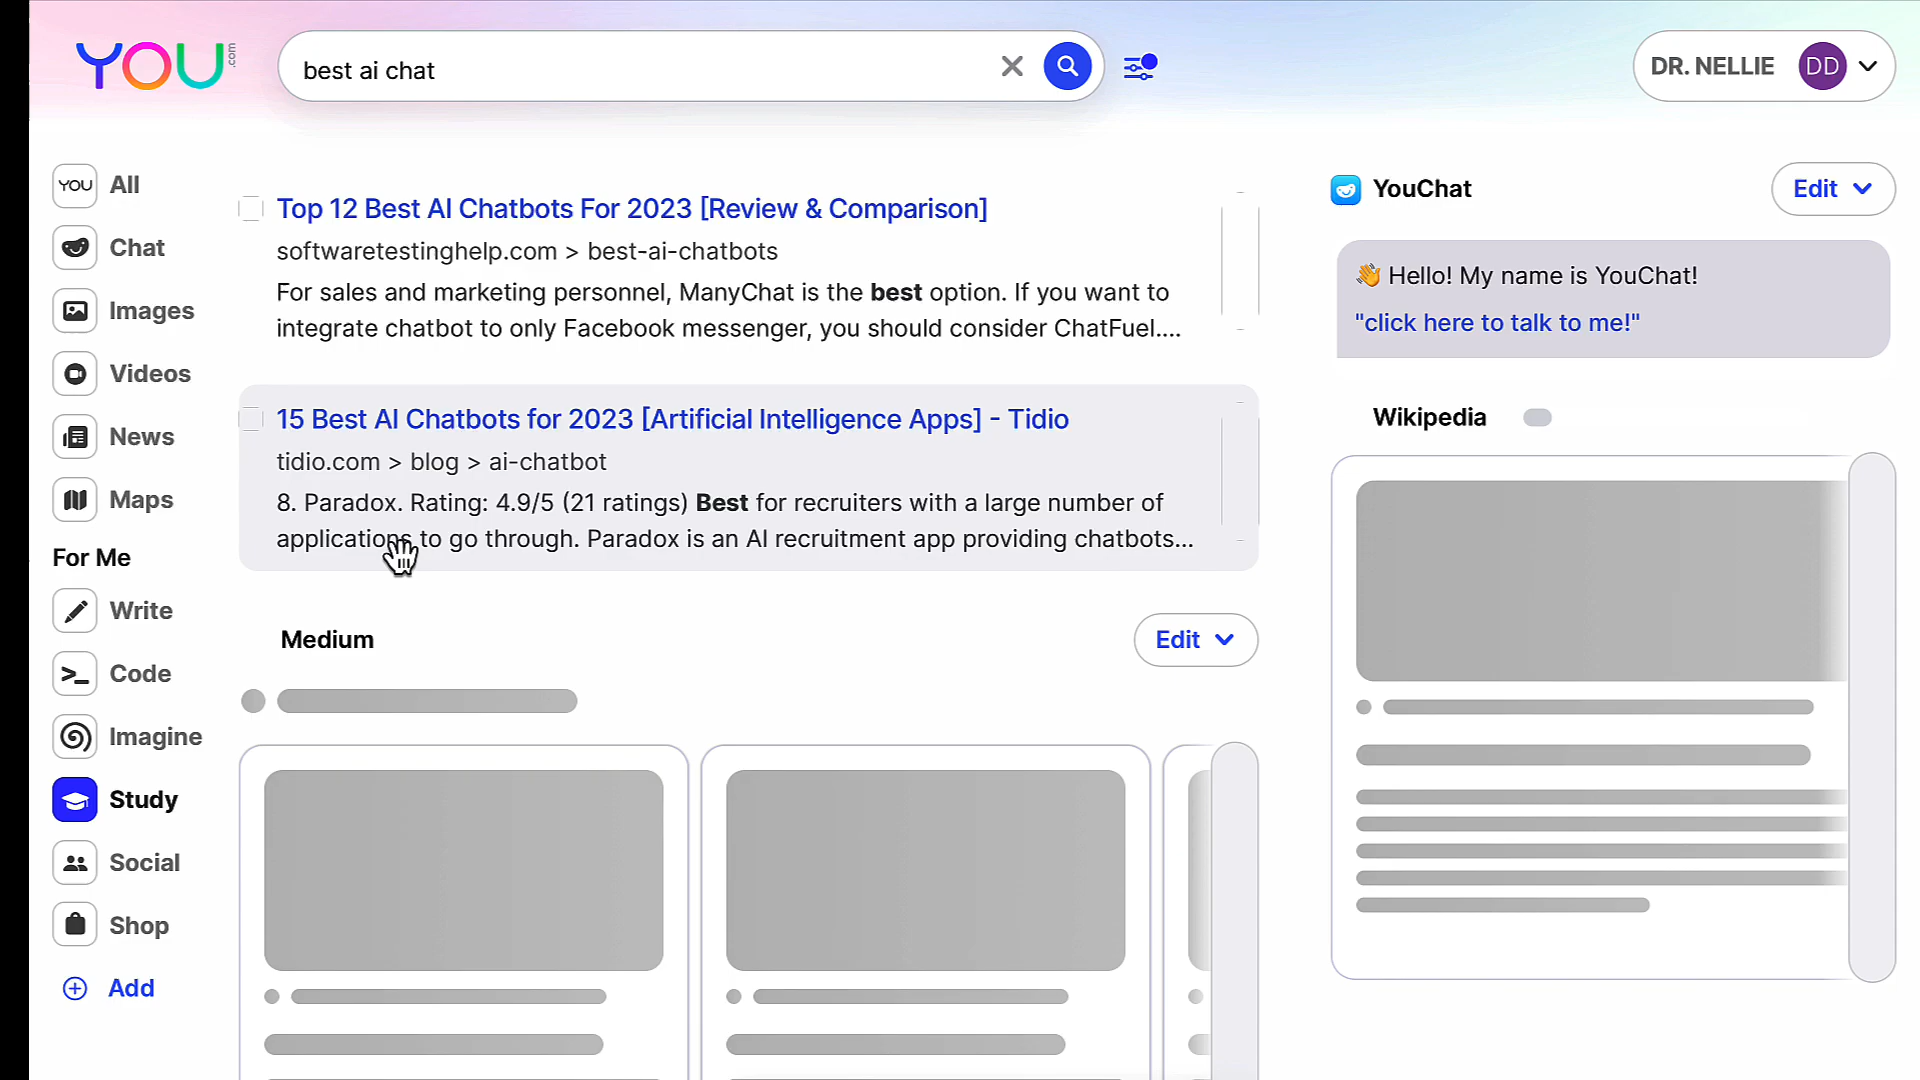 YOU.com
best ai chat
DR. NELLIE
DD
YOU All
Chat
Images
Videos
News
Maps
For Me
Write
Code
Imagine
Study
Social
Shop
Add
Top 12 Best AI Chatbots For 2023 [Review & Comparison]
softwaretestinghelp.com > best-ai-chatbots
For sales and marketing personnel, ManyChat is the best option. If you want to
integrate chatbot to only Facebook messenger, you should consider ChatFuel....
15 Best AI Chatbots for 2023 [Artificial Intelligence Apps] - Tidio
tidio.com > blog > ai-chatbot
8. Paradox. Rating: 4.9/5 (21 ratings) Best for recruiters with a large number of
applications to go through. Paradox is an AI recruitment app providing chatbots...
Medium
Edit
YouChat
Edit
👋 Hello! My name is YouChat!
"click here to talk to me!"
Wikipedia